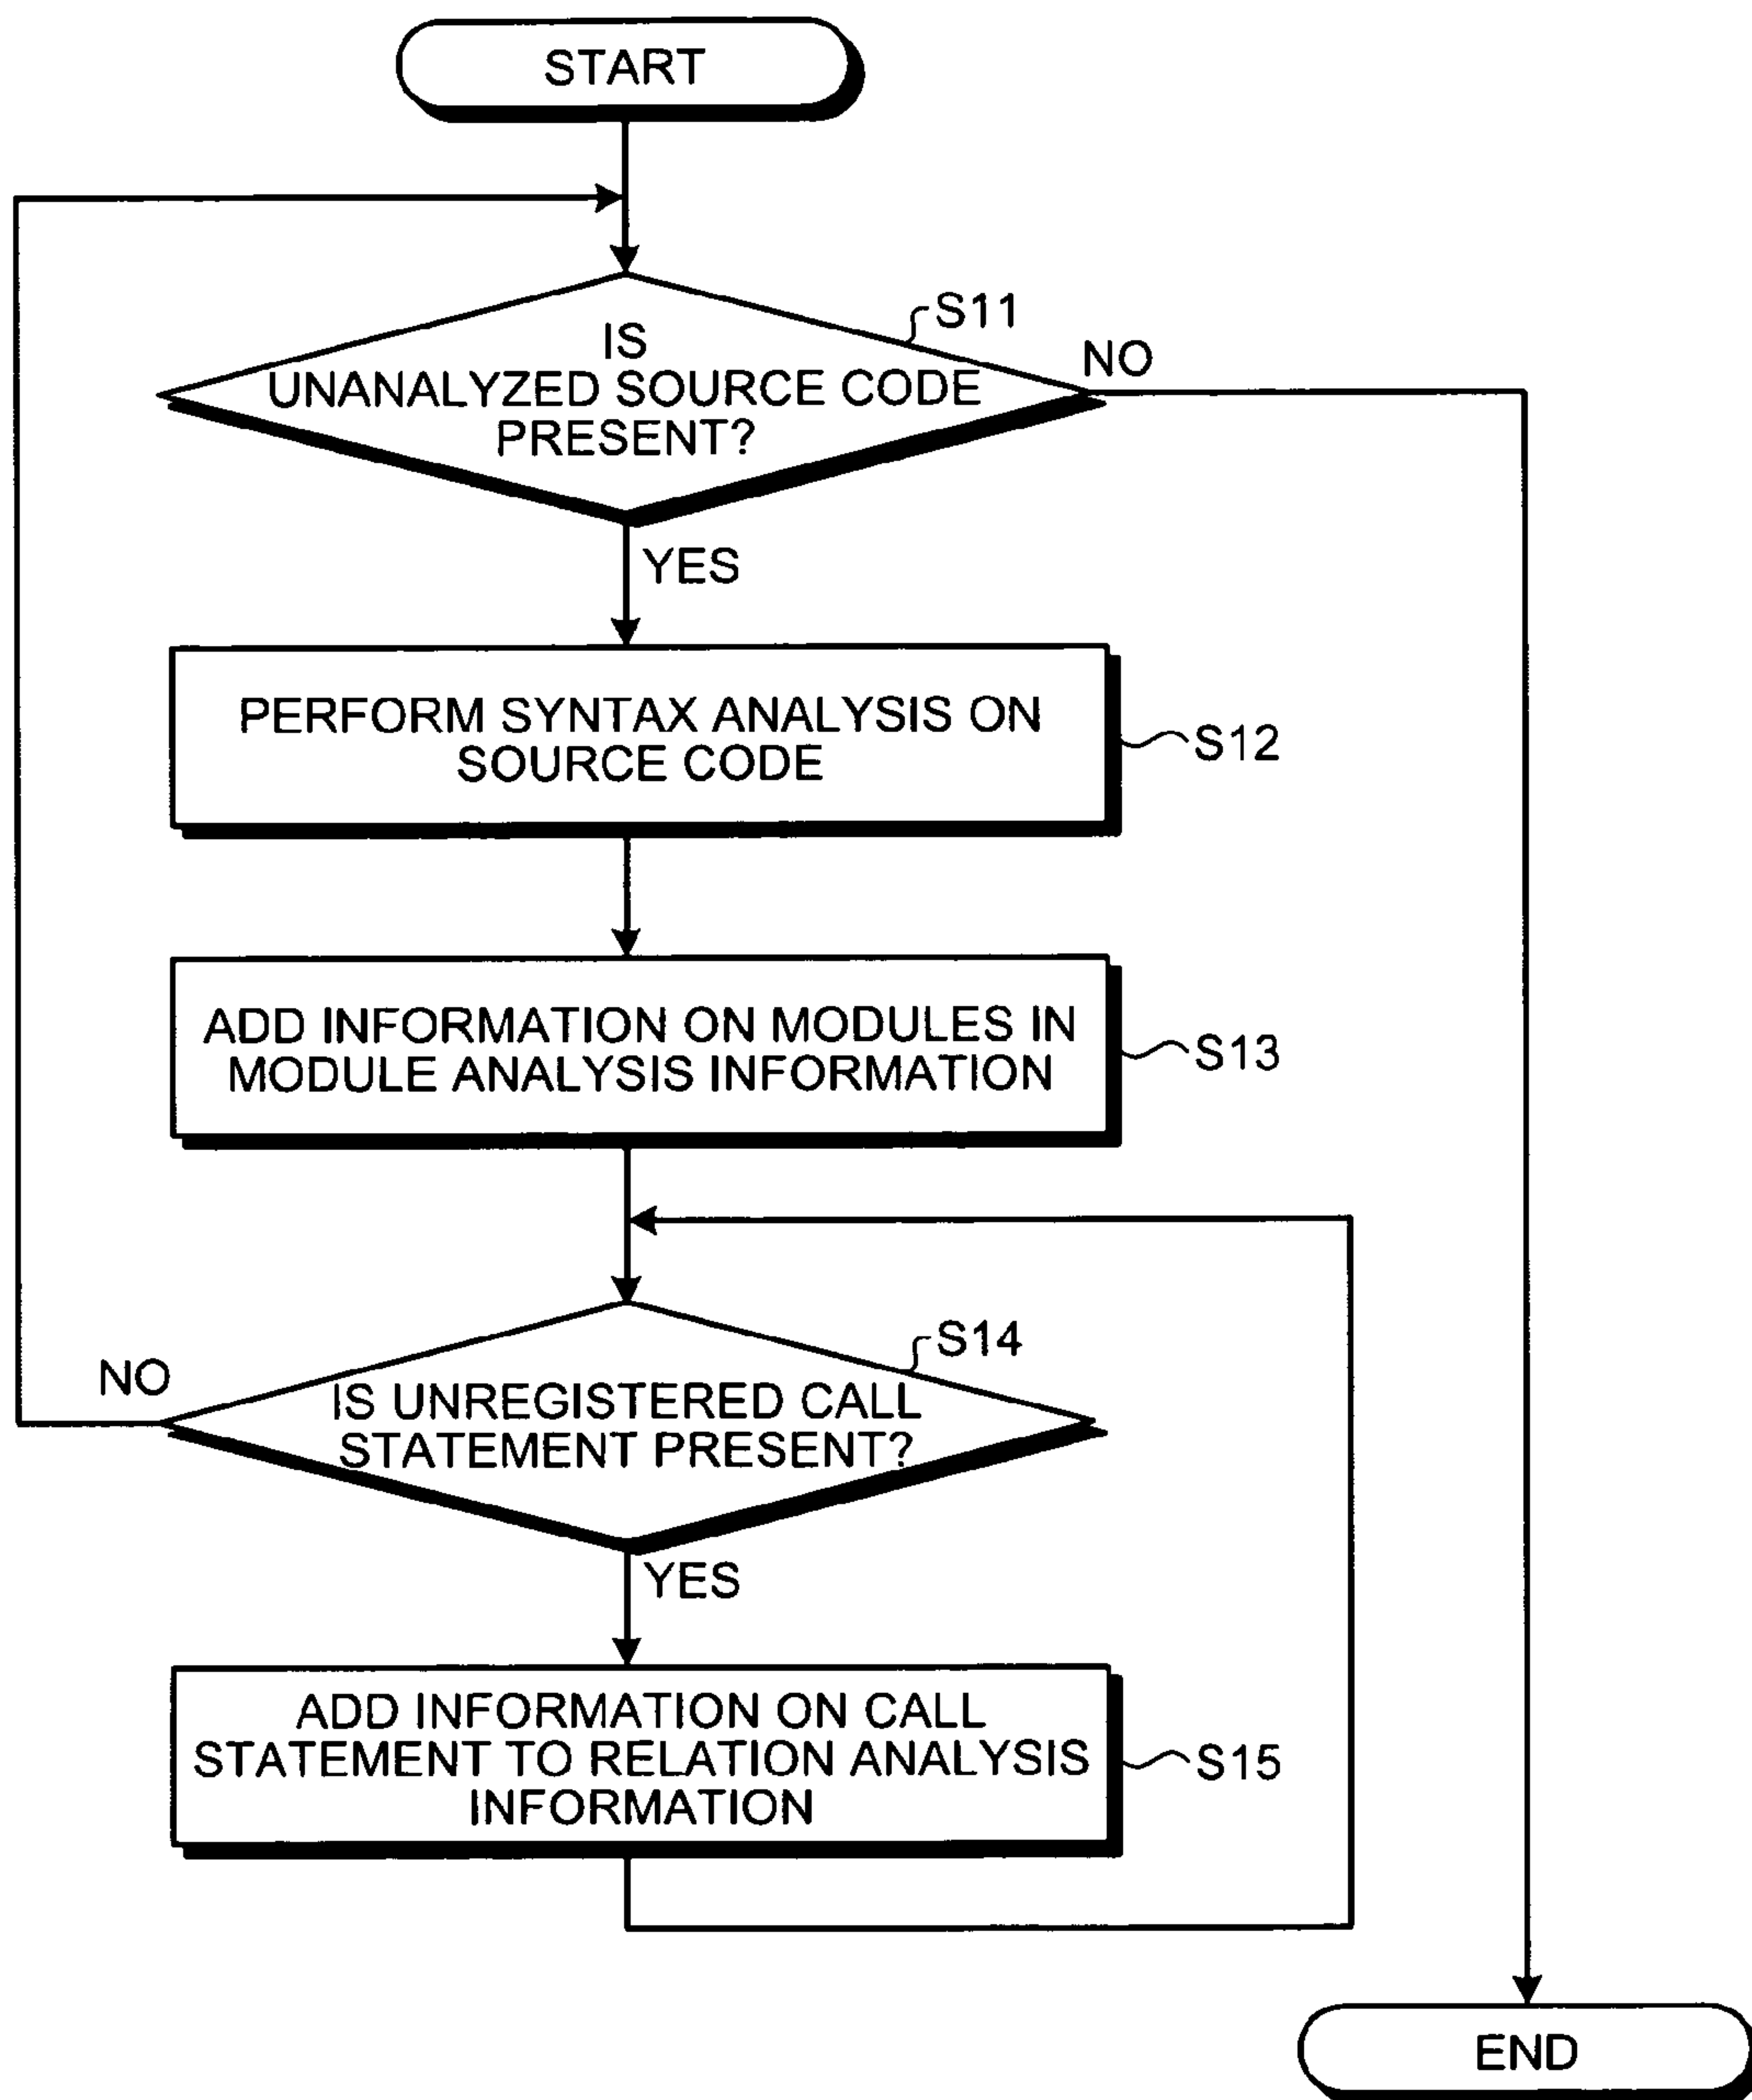 START
S11
IS
UNANALYZED SOURCE CODE
PRESENT?
NO
YES
PERFORM SYNTAX ANALYSIS ON
SOURCE CODE
S12
ADD INFORMATION ON MODULES IN
MODULE ANALYSIS INFORMATION
S13
S14
NO
IS UNREGISTERED CALL
STATEMENT PRESENT?
YES
ADD INFORMATION ON CALL
STATEMENT TO RELATION ANALYSIS
INFORMATION
S15
END